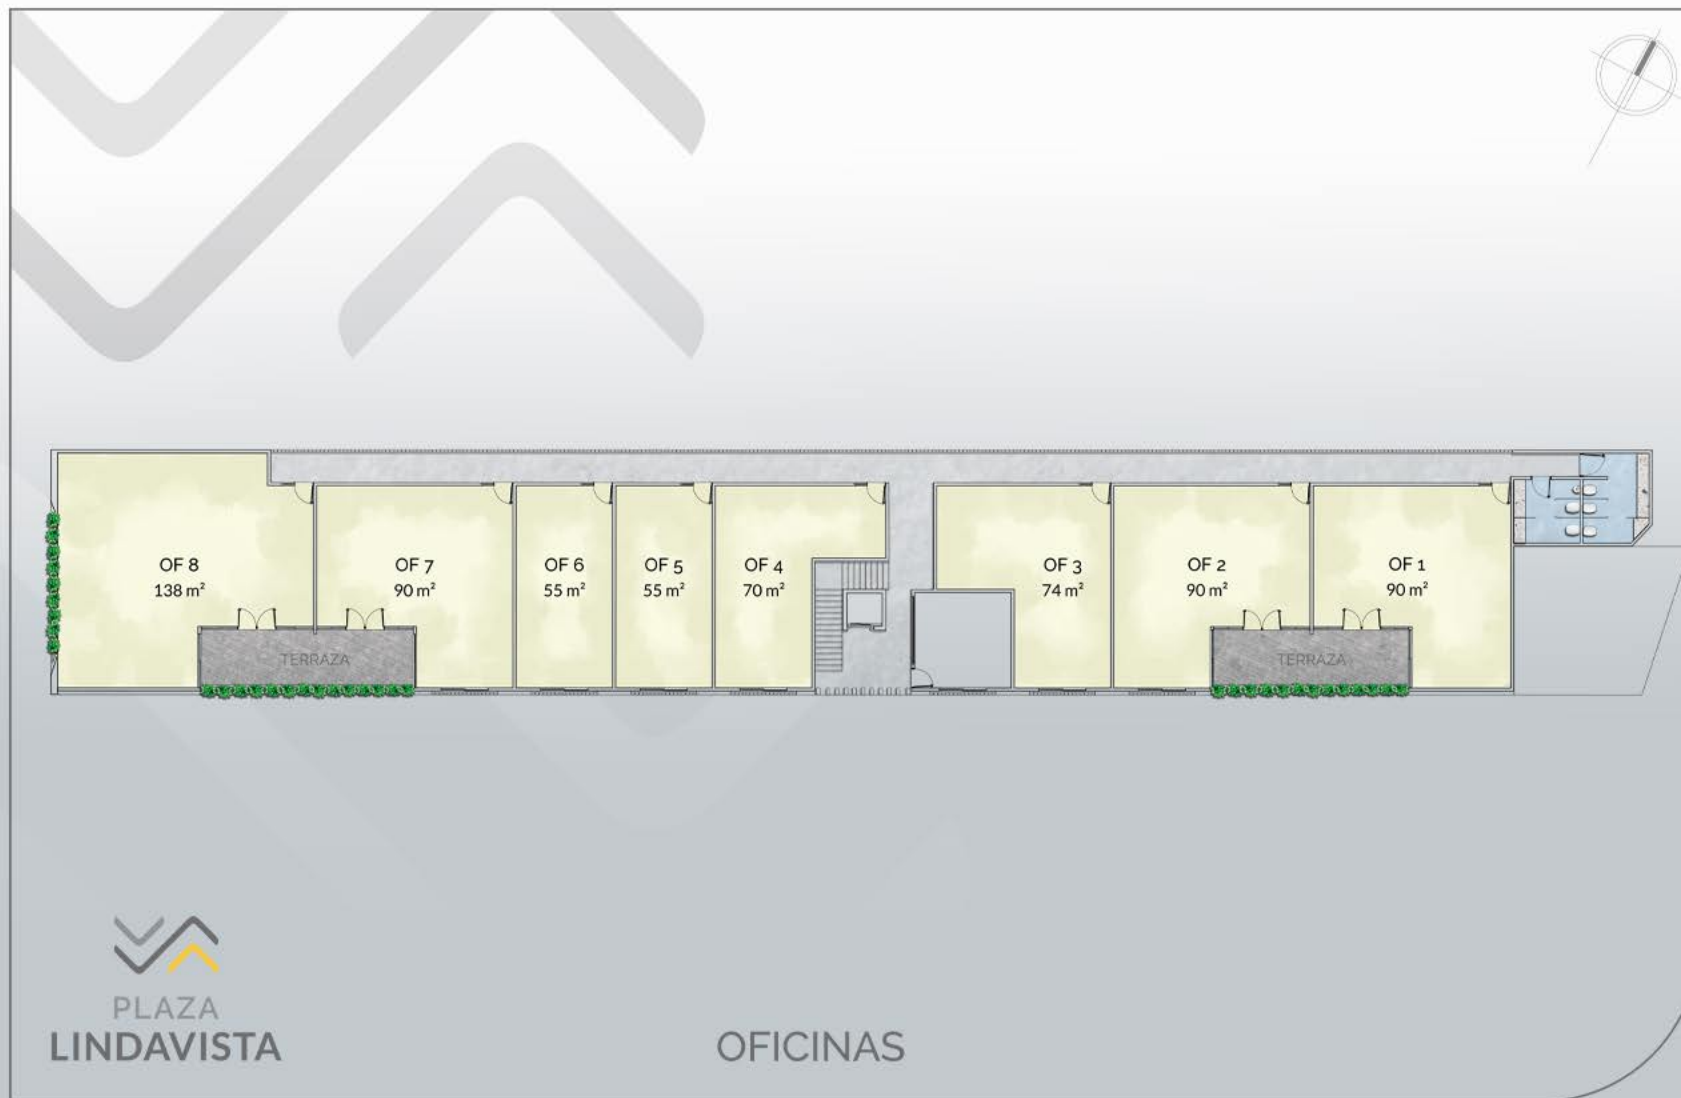 OF 8
138 m²
OF 7
90 m²
OF 6
55 m²
OF 5
55 m²
OF 4
70 m²
OF 3
74 m²
OF 2
90 m²
OF 1
90 m²
TERRAZA
TERRAZA
PLAZA
LINDAVISTA
OFICINAS